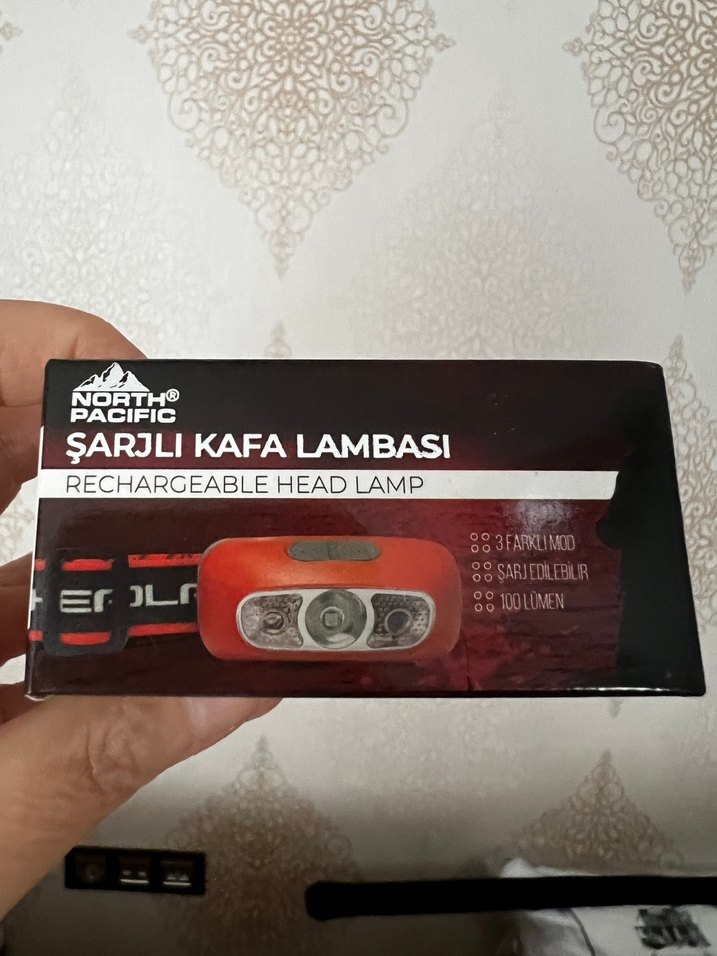 NORTH®
PACIFIC
ŞARJLI KAFA LAMBASI
RECHARGEABLE HEAD LAMP
3 FARKLI MOD
ŞARJ EDİLEBİLİR
100 LÜMEN